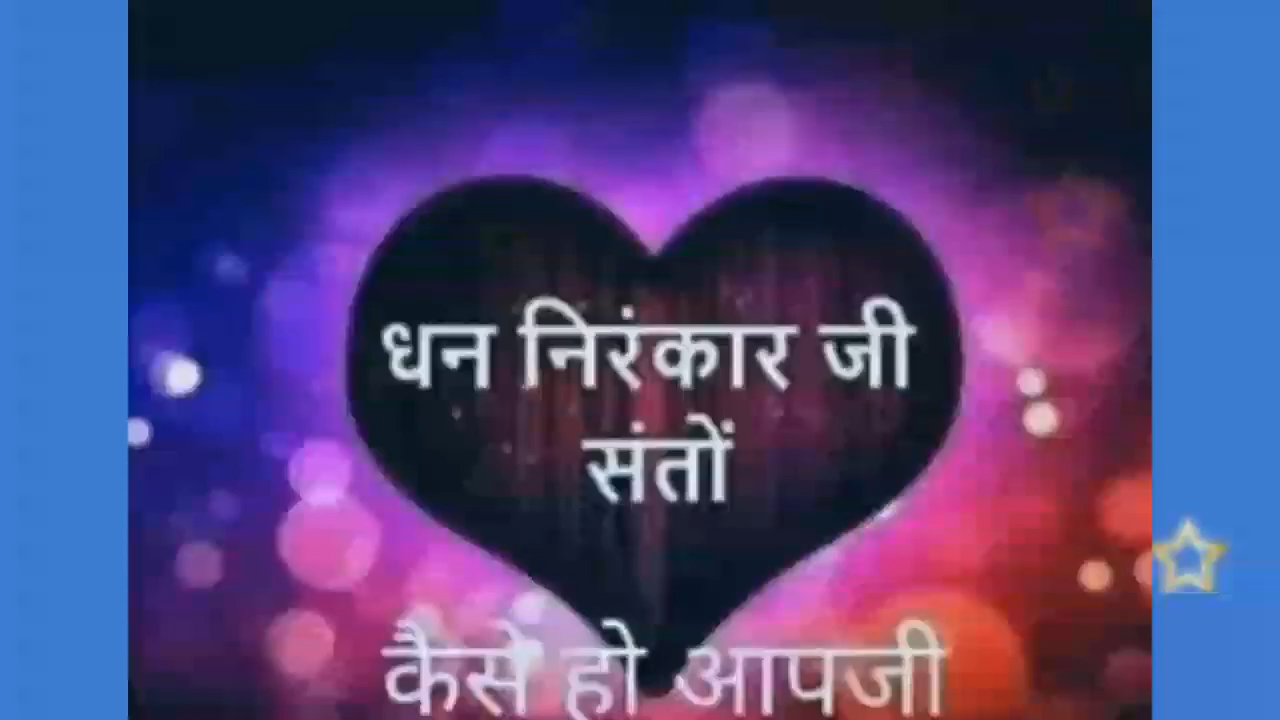 धन निरंकार जी
संतों
कैसे हो आपजी